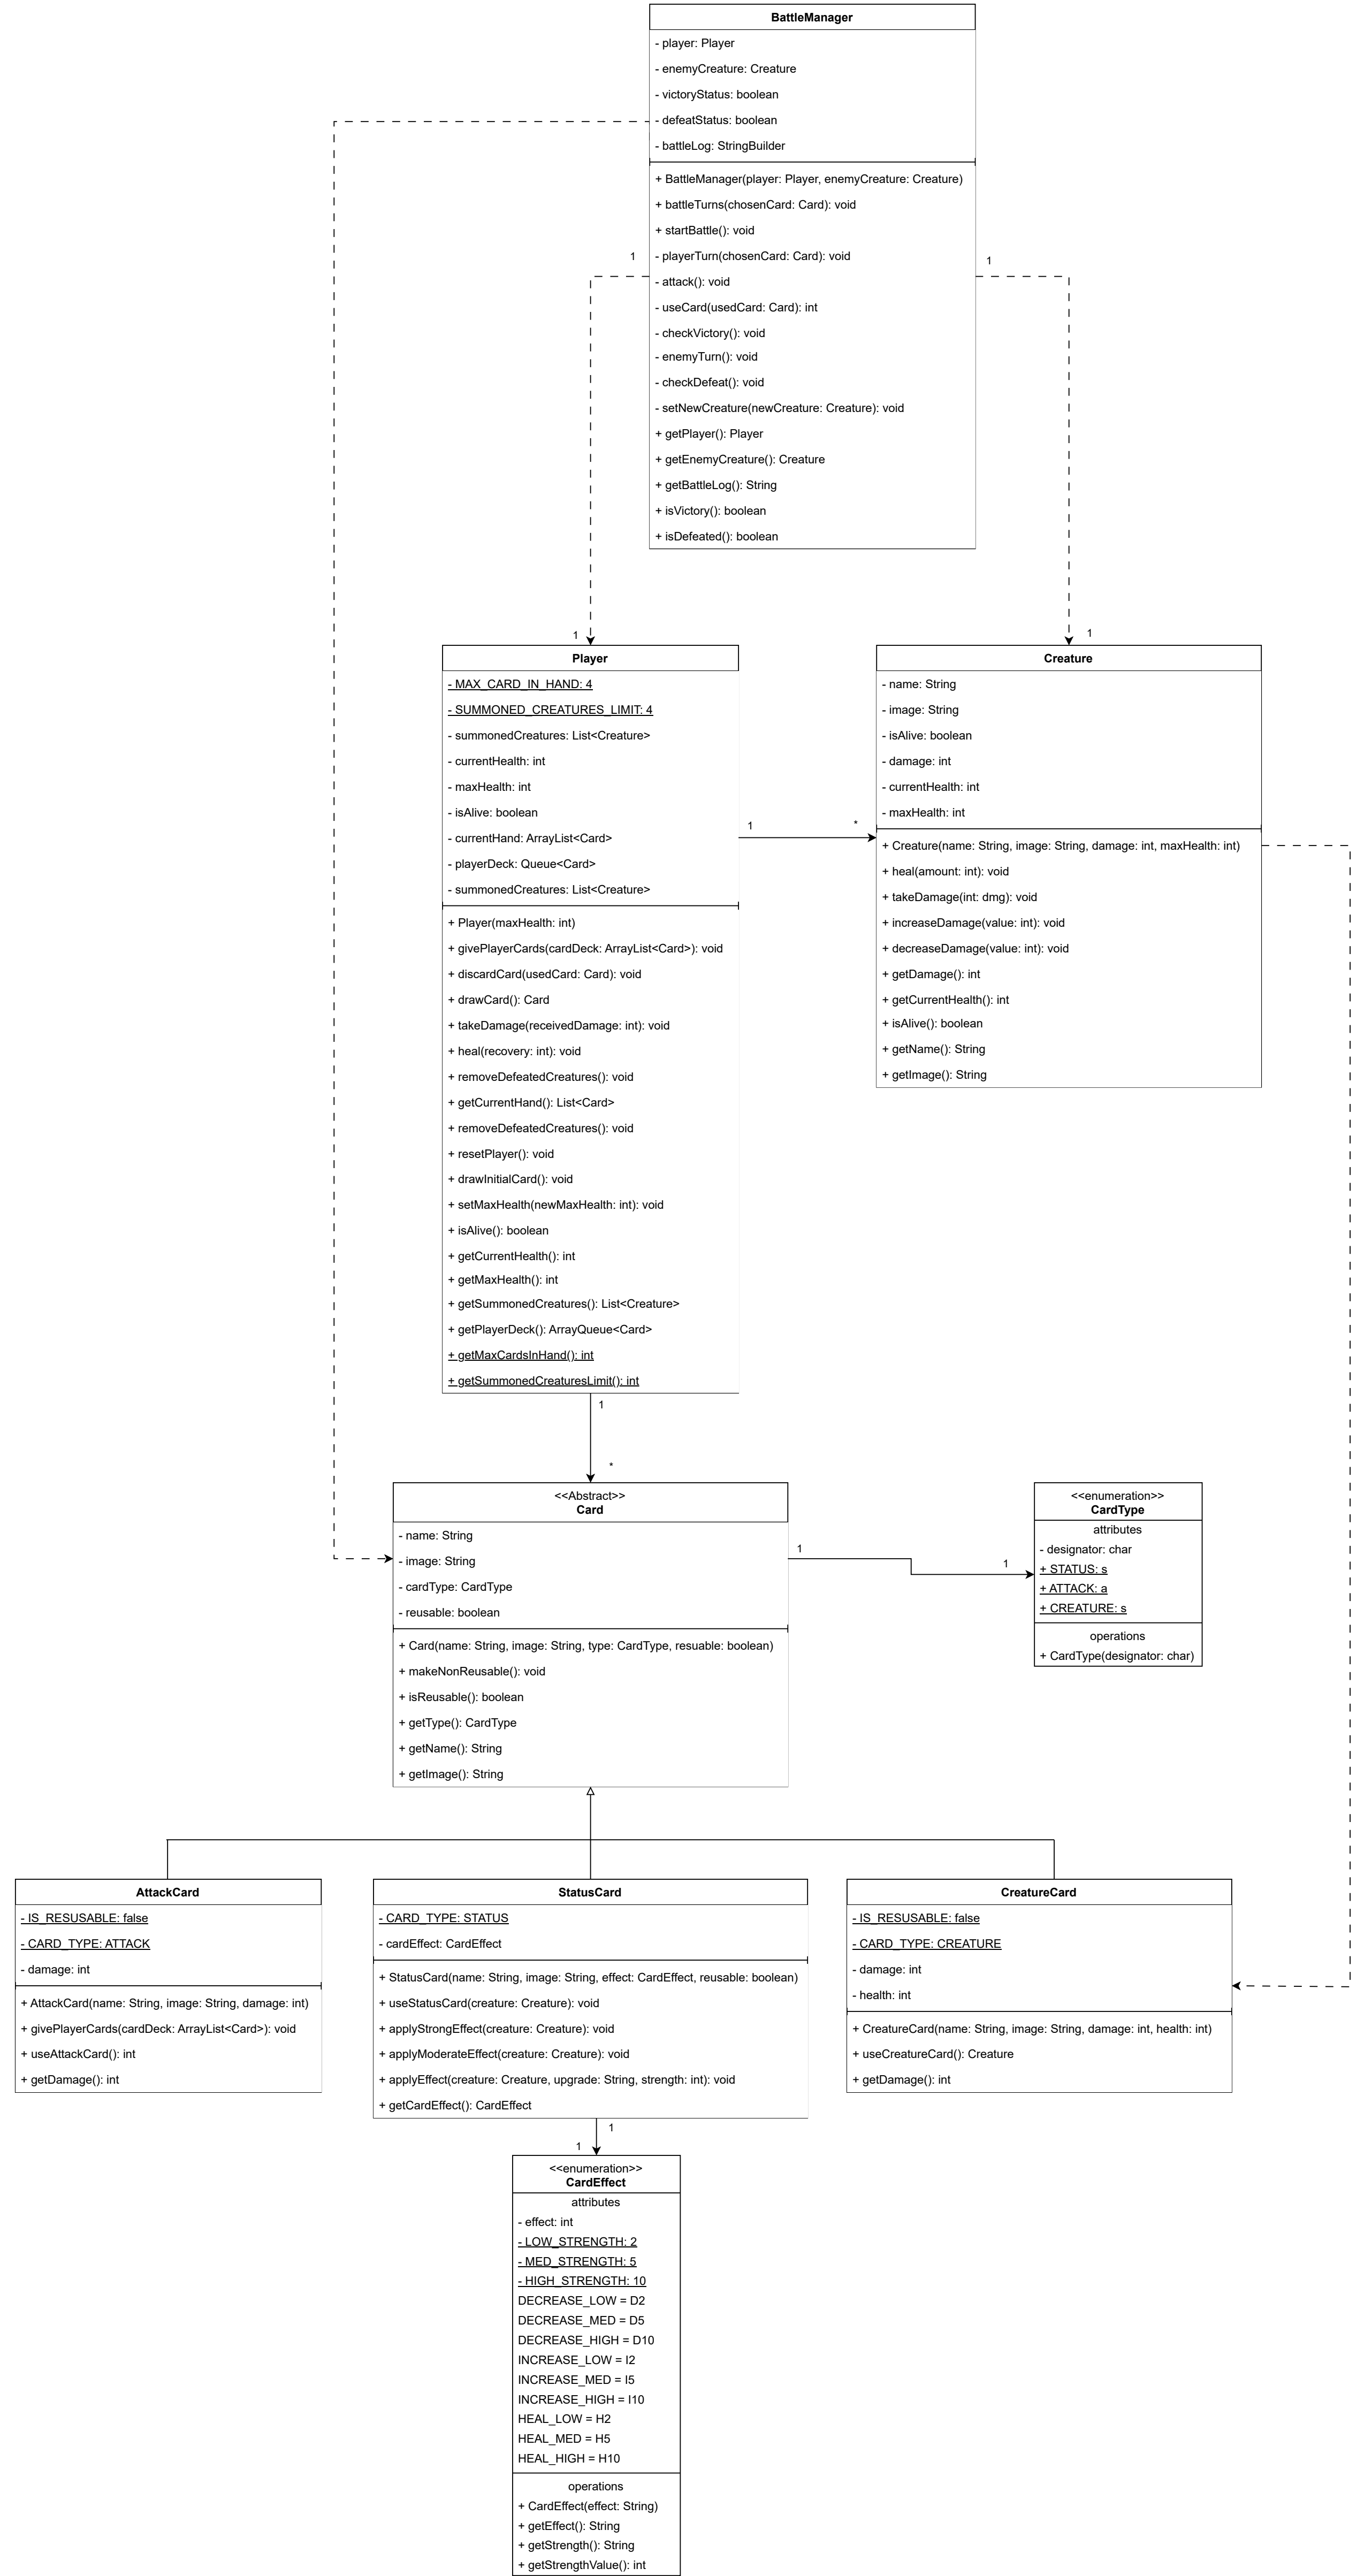 BattleManager
- player: Player
- enemyCreature: Creature
- victoryStatus: boolean
- defeatStatus: boolean
- battleLog: StringBuilder
+ BattleManager(player: Player, enemyCreature: Creature)
+ battleTurns(chosenCard: Card): void
+ startBattle(): void
- playerTurn(chosenCard: Card): void
- attack(): void
- useCard(usedCard: Card): int
- checkVictory(): void
- enemyTurn(): void
- checkDefeat(): void
- setNewCreature(newCreature: Creature): void
+ getPlayer(): Player
+ getEnemyCreature(): Creature
+ getBattleLog(): String
+ isVictory(): boolean
+ isDefeated(): boolean
1
1
1
1
Player
- MAX_CARD_IN_HAND: 4
- SUMMONED_CREATURES_LIMIT: 4
- summonedCreatures: List<Creature>
- currentHealth: int
- maxHealth: int
- isAlive: boolean
- currentHand: ArrayList<Card>
- playerDeck: Queue<Card>
- summonedCreatures: List<Creature>
+ Player(maxHealth: int)
+ givePlayerCards(cardDeck: ArrayList<Card>): void
+ discardCard(usedCard: Card): void
+ drawCard(): Card
+ takeDamage(receivedDamage: int): void
+ heal(recovery: int): void
+ removeDefeatedCreatures(): void
+ getCurrentHand(): List<Card>
+ removeDefeatedCreatures(): void
+ resetPlayer(): void
+ drawInitialCard(): void
+ setMaxHealth(newMaxHealth: int): void
+ isAlive(): boolean
+ getCurrentHealth(): int
+ getMaxHealth(): int
+ getSummonedCreatures(): List<Creature>
+ getPlayerDeck(): ArrayQueue<Card>
+ getMaxCardsInHand(): int
+ getSummonedCreaturesLimit(): int
1
*
Creature
- name: String
- image: String
- isAlive: boolean
- damage: int
- currentHealth: int
- maxHealth: int
+ Creature(name: String, image: String, damage: int, maxHealth: int)
+ heal(amount: int): void
+ takeDamage(int: dmg): void
+ increaseDamage(value: int): void
+ decreaseDamage(value: int): void
+ getDamage(): int
+ getCurrentHealth(): int
+ isAlive(): boolean
+ getName(): String
+ getImage(): String
1
*
<<Abstract>>
Card
- name: String
- image: String
- cardType: CardType
- reusable: boolean
+ Card(name: String, image: String, type: CardType, resuable: boolean)
+ makeNonReusable(): void
+ isReusable(): boolean
+ getType(): CardType
+ getName(): String
+ getImage(): String
1
1
<<enumeration>>
CardType
attributes
- designator: char
+ STATUS: s
+ ATTACK: a
+ CREATURE: s
operations
+ CardType(designator: char)
AttackCard
- IS_RESUSABLE: false
- CARD_TYPE: ATTACK
- damage: int
+ AttackCard(name: String, image: String, damage: int)
+ givePlayerCards(cardDeck: ArrayList<Card>): void
+ useAttackCard(): int
+ getDamage(): int
StatusCard
- CARD_TYPE: STATUS
- cardEffect: CardEffect
+ StatusCard(name: String, image: String, effect: CardEffect, reusable: boolean)
+ useStatusCard(creature: Creature): void
+ applyStrongEffect(creature: Creature): void
+ applyModerateEffect(creature: Creature): void
+ applyEffect(creature: Creature, upgrade: String, strength: int): void
+ getCardEffect(): CardEffect
CreatureCard
- IS_RESUSABLE: false
- CARD_TYPE: CREATURE
- damage: int
- health: int
+ CreatureCard(name: String, image: String, damage: int, health: int)
+ useCreatureCard(): Creature
+ getDamage(): int
1
1
<<enumeration>>
CardEffect
attributes
- effect: int
- LOW_STRENGTH: 2
- MED_STRENGTH: 5
- HIGH_STRENGTH: 10
DECREASE_LOW = D2
DECREASE_MED = D5
DECREASE_HIGH = D10
INCREASE_LOW = I2
INCREASE_MED = I5
INCREASE_HIGH = I10
HEAL_LOW = H2
HEAL_MED = H5
HEAL_HIGH = H10
operations
+ CardEffect(effect: String)
+ getEffect(): String
+ getStrength(): String
+ getStrengthValue(): int